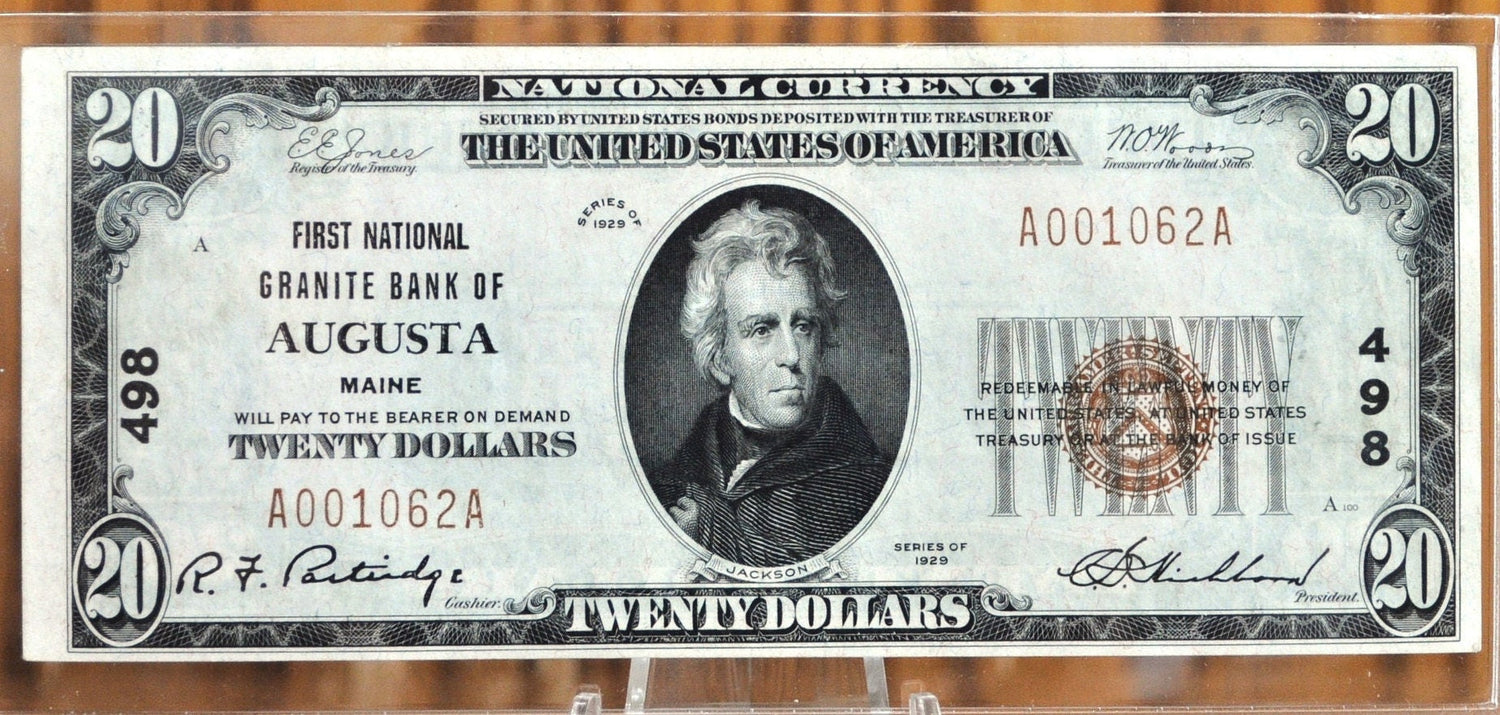 NATIONAL CURRENCY
20
20
SECURED BY UNITED STATES BONDS DEPOSITED WITH THE TREASURER OF
THE UNITED STATES OF AMERICA
E E Jones
Register of the Treasury.
W.O. Woods
Treasurer of the United States.
SERIES OF
1929
A
FIRST NATIONAL
GRANITE BANK OF
AUGUSTA
MAINE
WILL PAY TO THE BEARER ON DEMAND
TWENTY DOLLARS
498
A001062A
A001062A
TWENTY
REDEEMABLE IN LAWFUL MONEY OF
THE UNITED STATES AT UNITED STATES
TREASURY OR AT THE BANK OF ISSUE
498
A 100
JACKSON
SERIES OF
1929
20
R. F. Partridge
Cashier.
TWENTY DOLLARS
President.
20